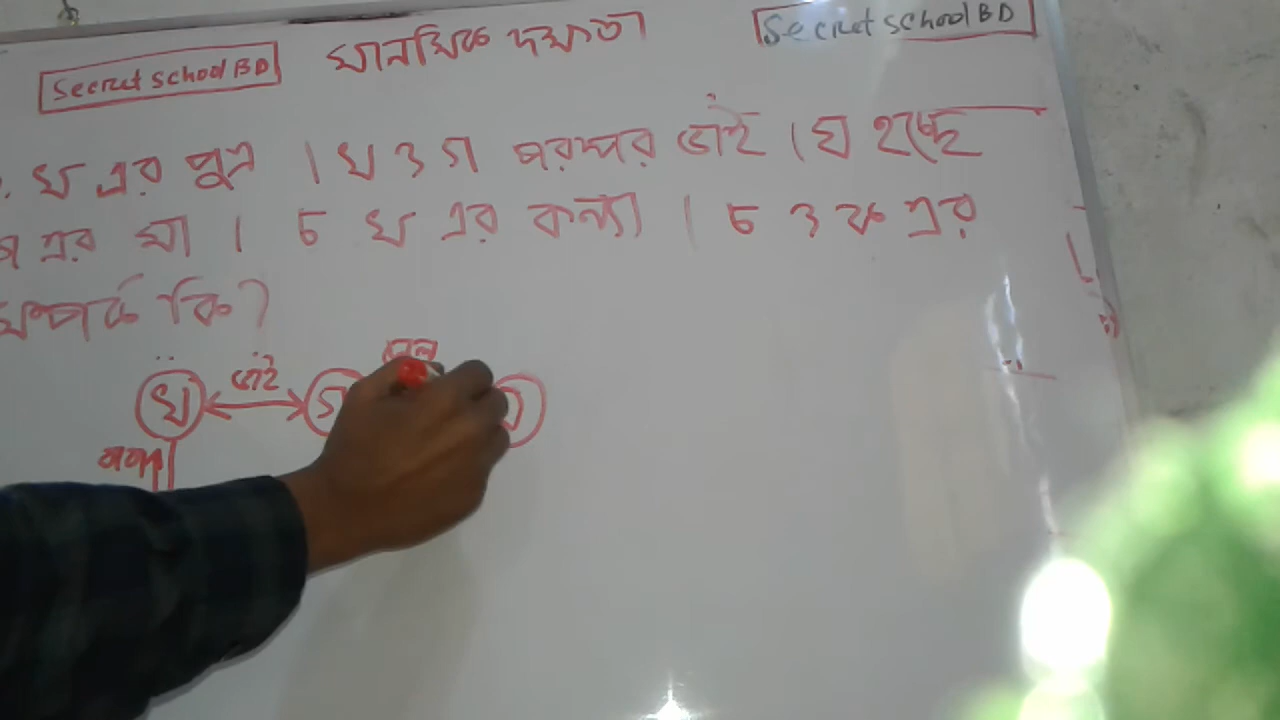 Secret School BD
মানসিক দক্ষতা
Secret School BD
খ এর পুত্র । খ ও গ পরস্পর ভাই । ঘ হচ্ছে
এর মা । চ খ এর কন্যা । চ ও ক এর
সম্পর্ক কি?
খ ভাই গ